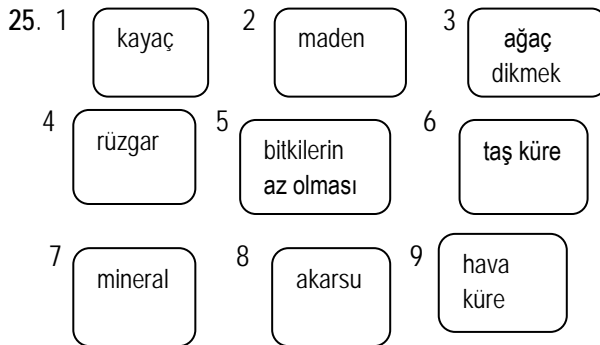 25. 1 kayaç 2 maden 3 ağaç
dikmek
4 rüzgar 5 bitkilerin
az olması 6 taş küre
7 mineral 8 akarsu 9 hava
küre